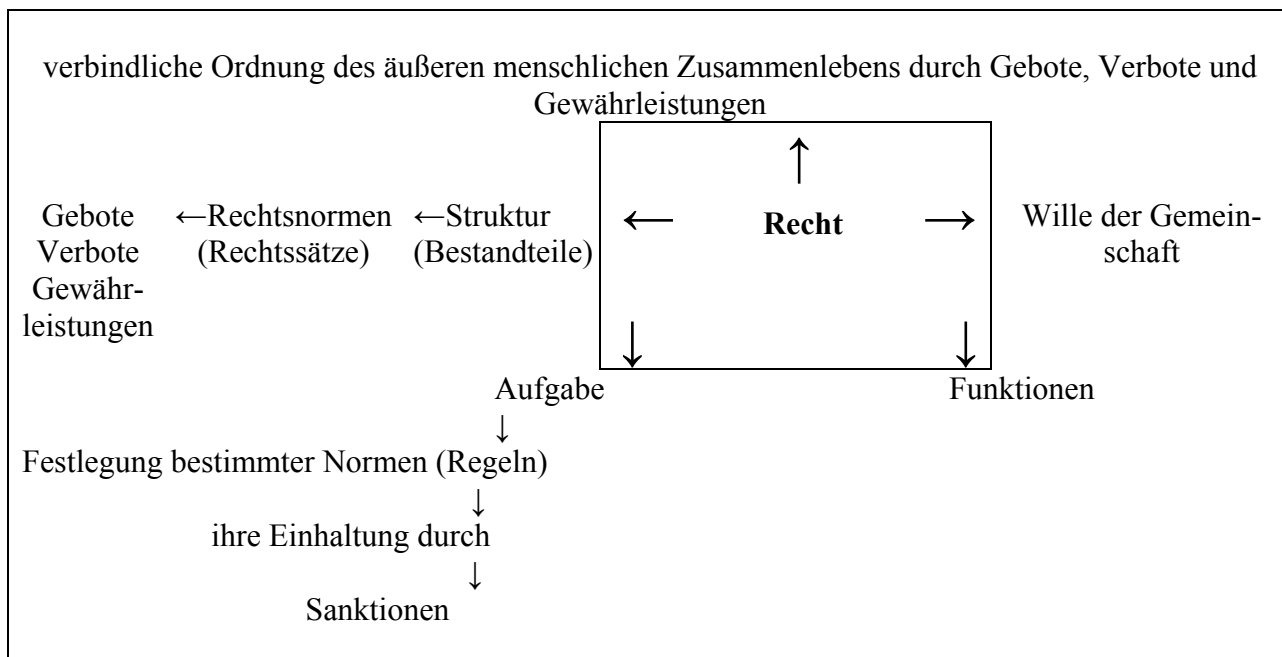 verbindliche Ordnung des äußeren menschlichen Zusammenlebens durch Gebote, Verbote und
Gewährleistungen
↑
Gebote ←Rechtsnormen ←Struktur ← Recht → Wille der Gemein-
Verbote (Rechtssätze) (Bestandteile) schaft
Gewähr-
leistungen ↓ ↓
Aufgabe Funktionen
↓
Festlegung bestimmter Normen (Regeln)
↓
ihre Einhaltung durch
↓
Sanktionen